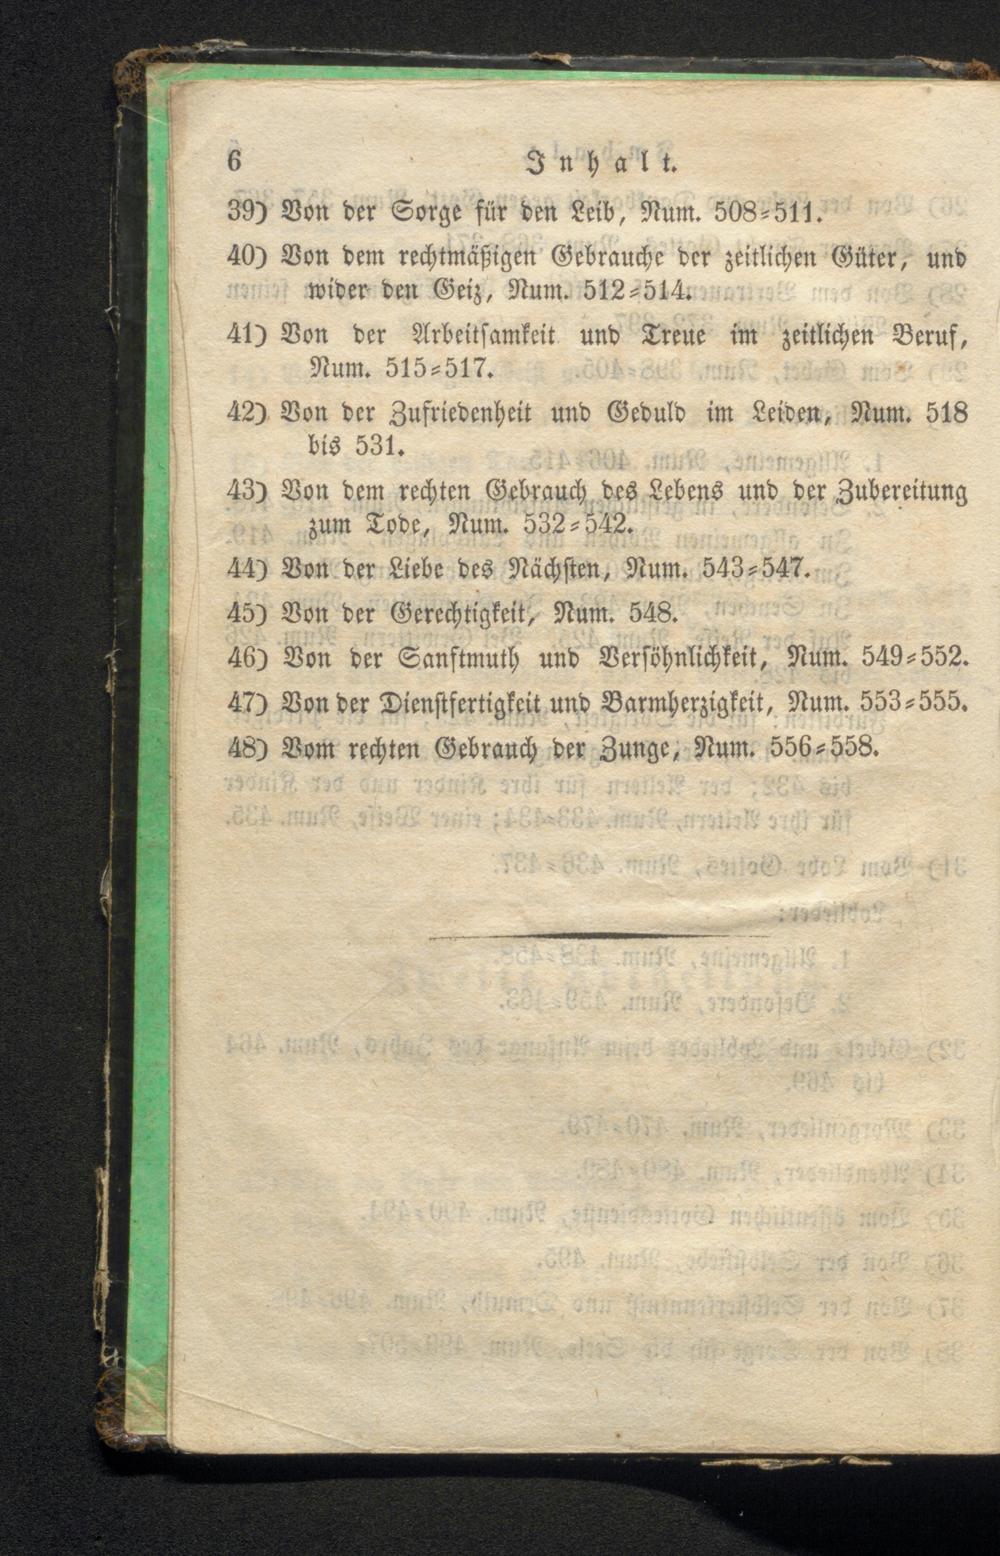 6 Inhalt.
39) Von der Sorge für den Leib, Num. 508-511.
40) Von dem rechtmäßigen Gebrauche der zeitlichen Güter, und
wider den Geiz, Num. 512-514.
41) Von der Arbeitsamkeit und Treue im zeitlichen Beruf,
Num. 515-517.
42) Von der Zufriedenheit und Geduld im Leiden, Num. 518
bis 531.
43) Von dem rechten Gebrauch des Lebens und der Zubereitung
zum Tode, Num. 532-542.
44) Von der Liebe des Nächsten, Num. 543-547.
45) Von der Gerechtigkeit, Num. 548.
46) Von der Sanftmuth und Versöhnlichkeit, Num. 549-552.
47) Von der Dienstfertigkeit und Barmherzigkeit, Num. 553-555.
48) Vom rechten Gebrauch der Zunge, Num. 556-558.